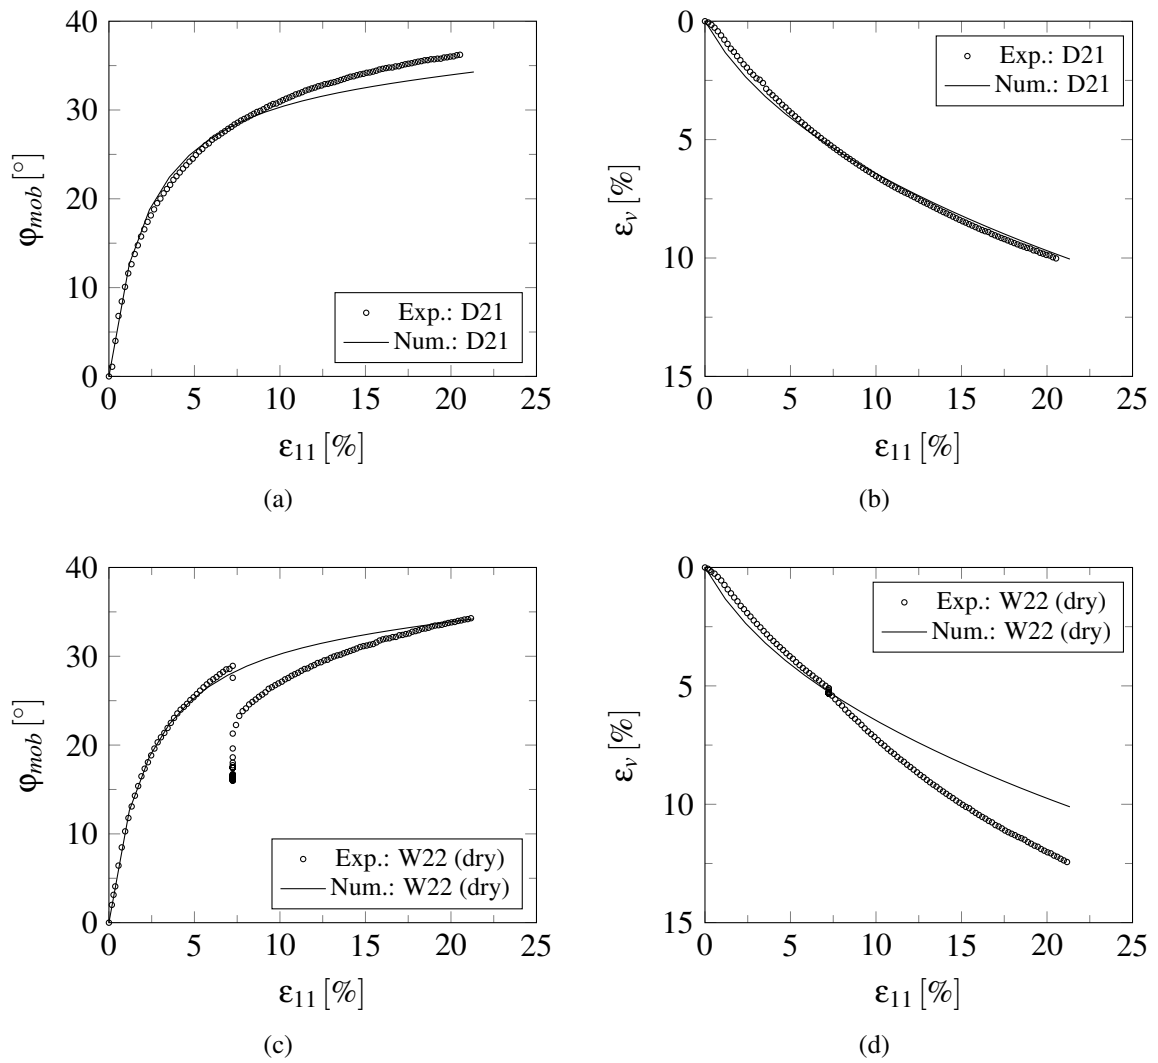 40
30
20
10
0
φmob [°]
0 5 10 15 20 25
ε11 [%]
Exp.: D21
Num.: D21
(a)
0
5
10
15
εv [%]
0 5 10 15 20 25
ε11 [%]
Exp.: D21
Num.: D21
(b)
40
30
20
10
0
φmob [°]
0 5 10 15 20 25
ε11 [%]
Exp.: W22 (dry)
Num.: W22 (dry)
(c)
0
5
10
15
εv [%]
0 5 10 15 20 25
ε11 [%]
Exp.: W22 (dry)
Num.: W22 (dry)
(d)